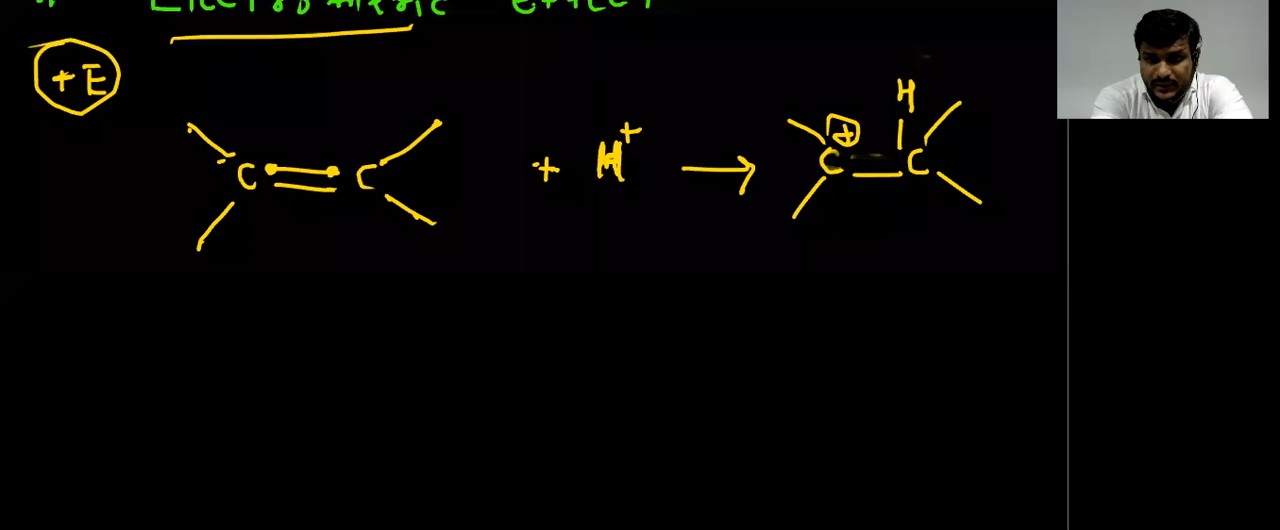 Electromeric effect
+E
C = C + H⁺ → C⊕ — C
H